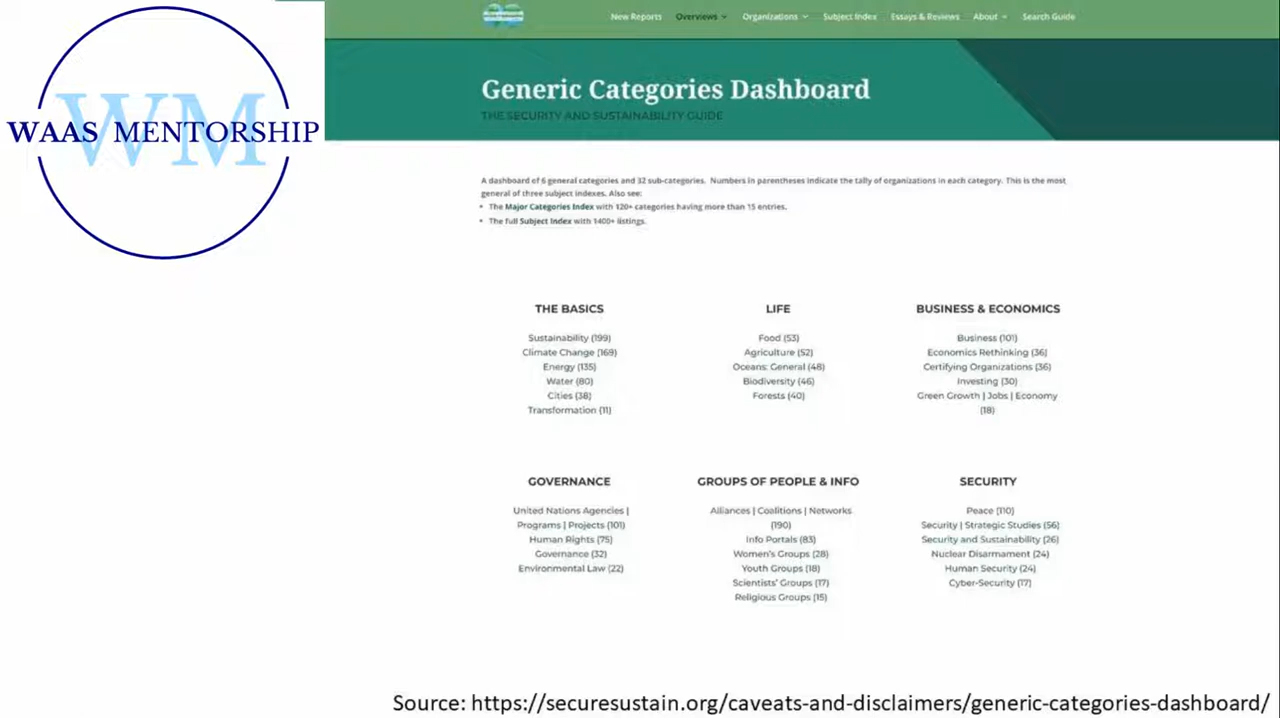 WM
WAAS MENTORSHIP
New Reports Overviews Organizations Subject Index Essays & Reviews About Search Guide
Generic Categories Dashboard
THE SECURITY AND SUSTAINABILITY GUIDE
A dashboard of 6 general categories and 32 sub-categories. Numbers in parentheses indicate the tally of organizations in each category. This is the most
general of three subject indexes. Also see:
• The Major Categories Index with 120+ categories having more than 15 entries.
• The full Subject Index with 1400+ listings.
THE BASICS
Sustainability (199)
Climate Change (169)
Energy (135)
Water (80)
Cities (38)
Transformation (11)
LIFE
Food (53)
Agriculture (52)
Oceans: General (48)
Biodiversity (46)
Forests (40)
BUSINESS & ECONOMICS
Business (101)
Economics Rethinking (36)
Certifying Organizations (36)
Investing (30)
Green Growth | Jobs | Economy
(18)
GOVERNANCE
United Nations Agencies |
Programs | Projects (101)
Human Rights (75)
Governance (32)
Environmental Law (22)
GROUPS OF PEOPLE & INFO
Alliances | Coalitions | Networks
(190)
Info Portals (83)
Women's Groups (28)
Youth Groups (18)
Scientists' Groups (17)
Religious Groups (15)
SECURITY
Peace (110)
Security | Strategic Studies (56)
Security and Sustainability (26)
Nuclear Disarmament (24)
Human Security (24)
Cyber-Security (17)
Source: https://securesustain.org/caveats-and-disclaimers/generic-categories-dashboard/